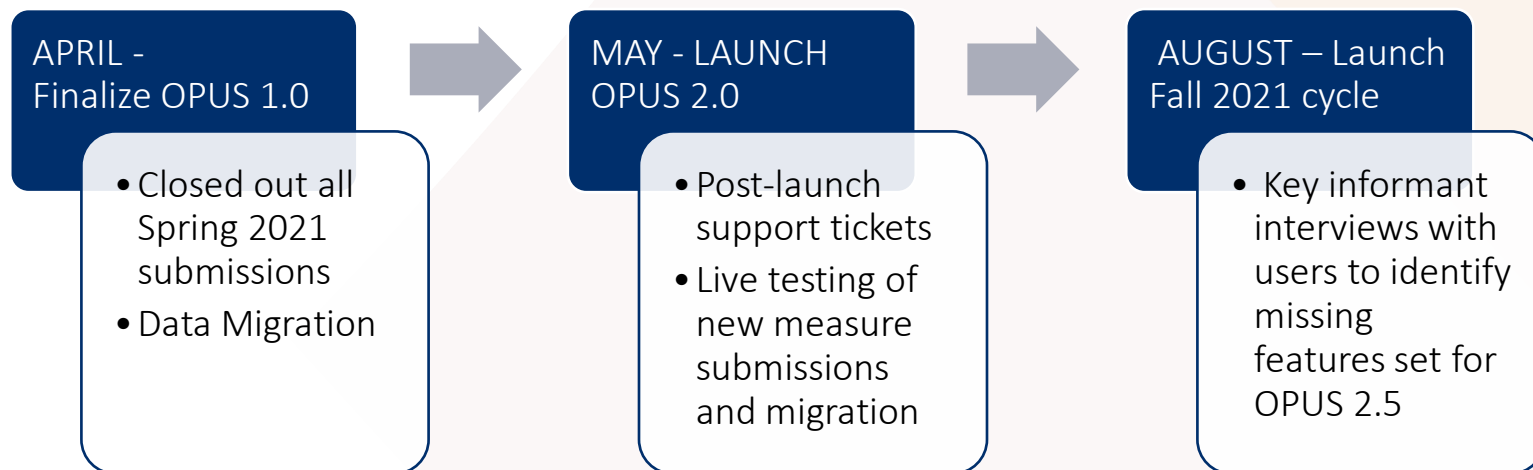 APRIL -
Finalize OPUS 1.0
• Closed out all
Spring 2021
submissions
• Data Migration
MAY - LAUNCH
OPUS 2.0
• Post-launch
support tickets
• Live testing of
new measure
submissions
and migration
AUGUST – Launch
Fall 2021 cycle
• Key informant
interviews with
users to identify
missing
features set for
OPUS 2.5